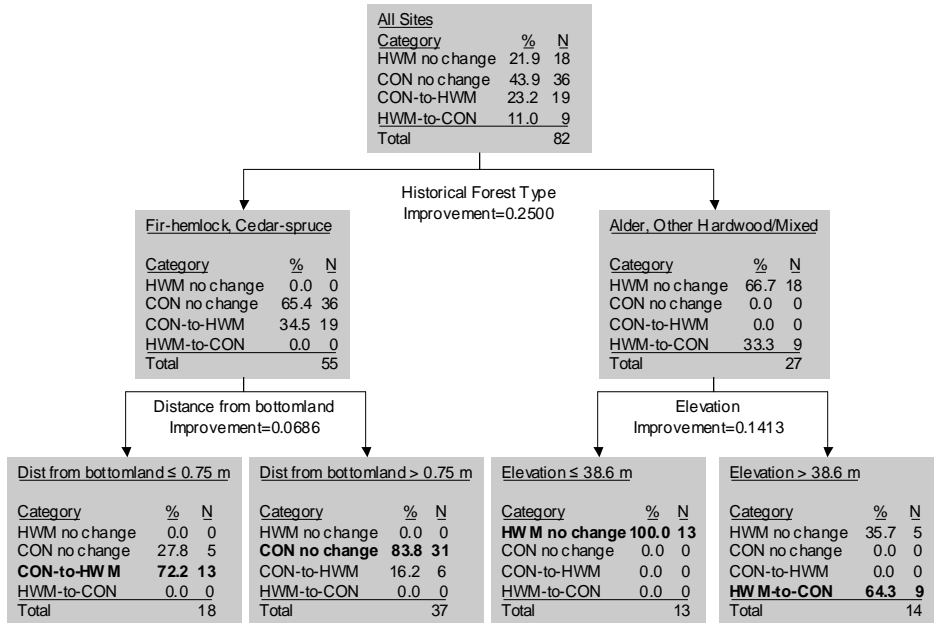 All Sites
Category % N
HWM no change 21.9 18
CON no change 43.9 36
CON-to-HWM 23.2 19
HWM-to-CON 11.0 9
Total 82
Historical Forest Type
Improvement=0.2500
Fir-hemlock, Cedar-spruce
Category % N
HWM no change 0.0 0
CON no change 65.4 36
CON-to-HWM 34.5 19
HWM-to-CON 0.0 0
Total 55
Alder, Other Hardwood/Mixed
Category % N
HWM no change 66.7 18
CON no change 0.0 0
CON-to-HWM 0.0 0
HWM-to-CON 33.3 9
Total 27
Distance from bottomland
Improvement=0.0686
Elevation
Improvement=0.1413
Dist from bottomland ≤ 0.75 m
Category % N
HWM no change 0.0 0
CON no change 27.8 5
CON-to-HWM 72.2 13
HWM-to-CON 0.0 0
Total 18
Dist from bottomland > 0.75 m
Category % N
HWM no change 0.0 0
CON no change 83.8 31
CON-to-HWM 16.2 6
HWM-to-CON 0.0 0
Total 37
Elevation ≤ 38.6 m
Category % N
HWM no change 100.0 13
CON no change 0.0 0
CON-to-HWM 0.0 0
HWM-to-CON 0.0 0
Total 13
Elevation > 38.6 m
Category % N
HWM no change 35.7 5
CON no change 0.0 0
CON-to-HWM 0.0 0
HWM-to-CON 64.3 9
Total 14